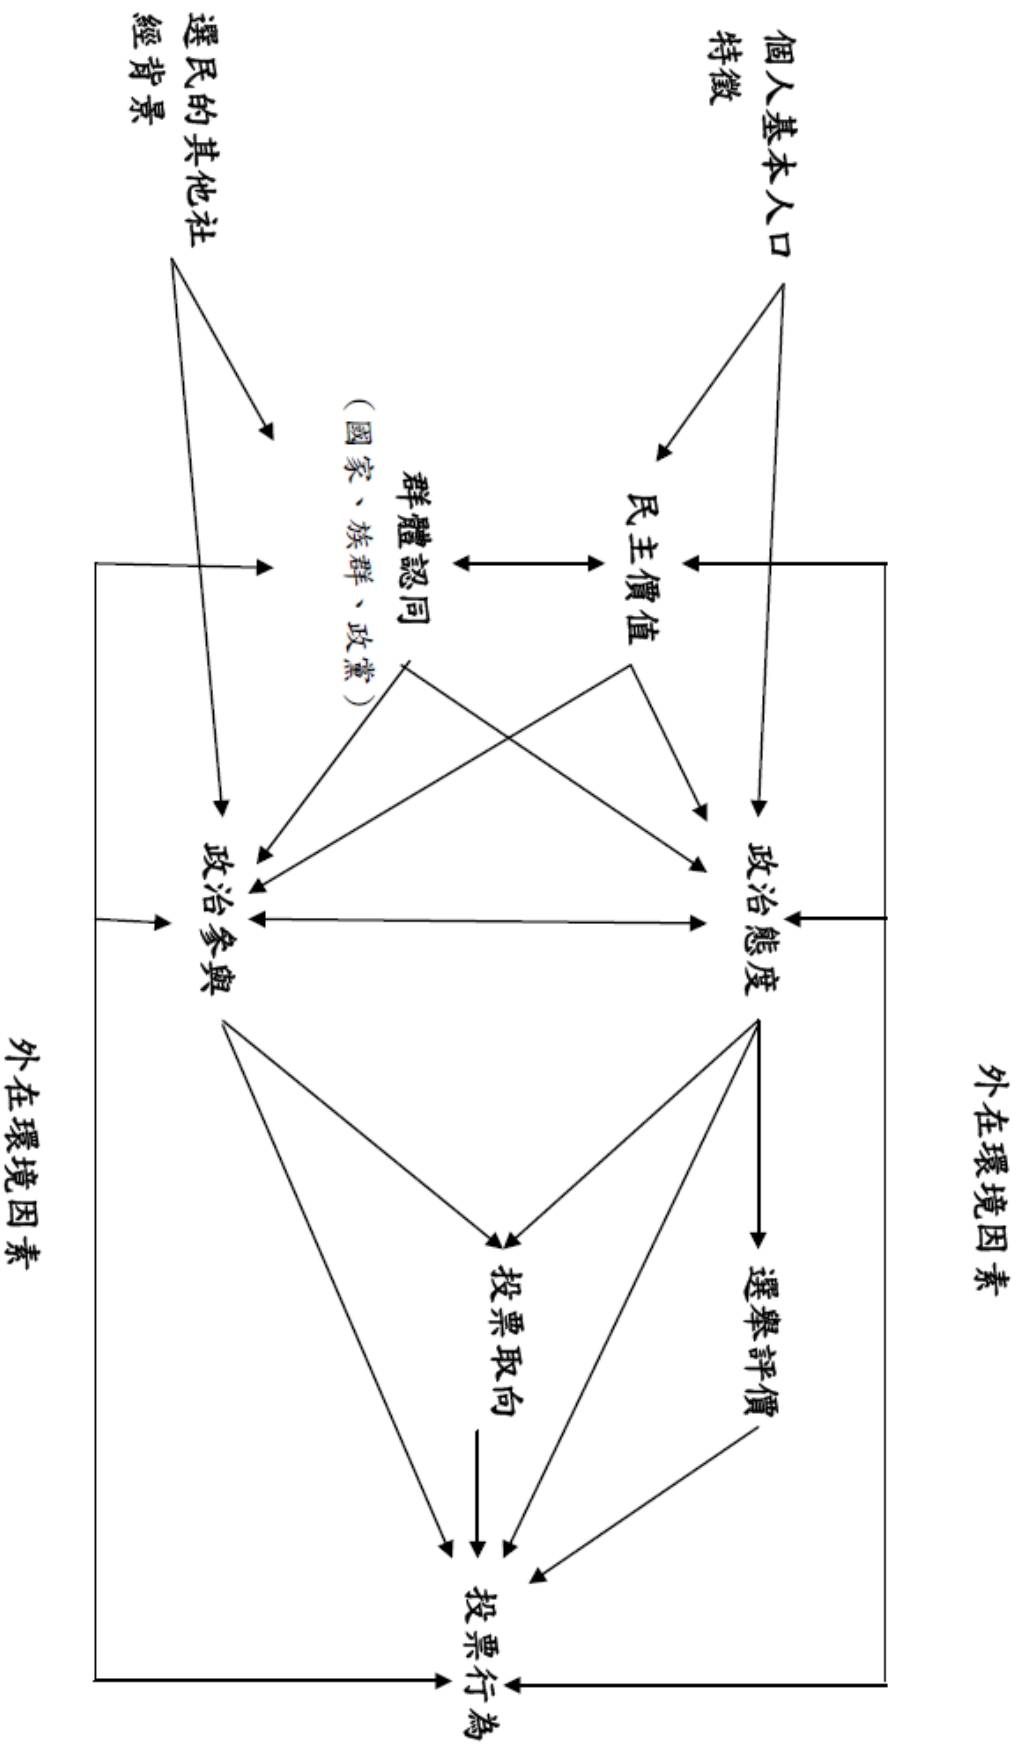 外在環境因素
個人基本人口
特徵
民主價值
政治態度
選舉評價
群體認同
（國家、族群、政黨）
投票取向
投票行為
選民的其他社
經背景
政治參與
外在環境因素